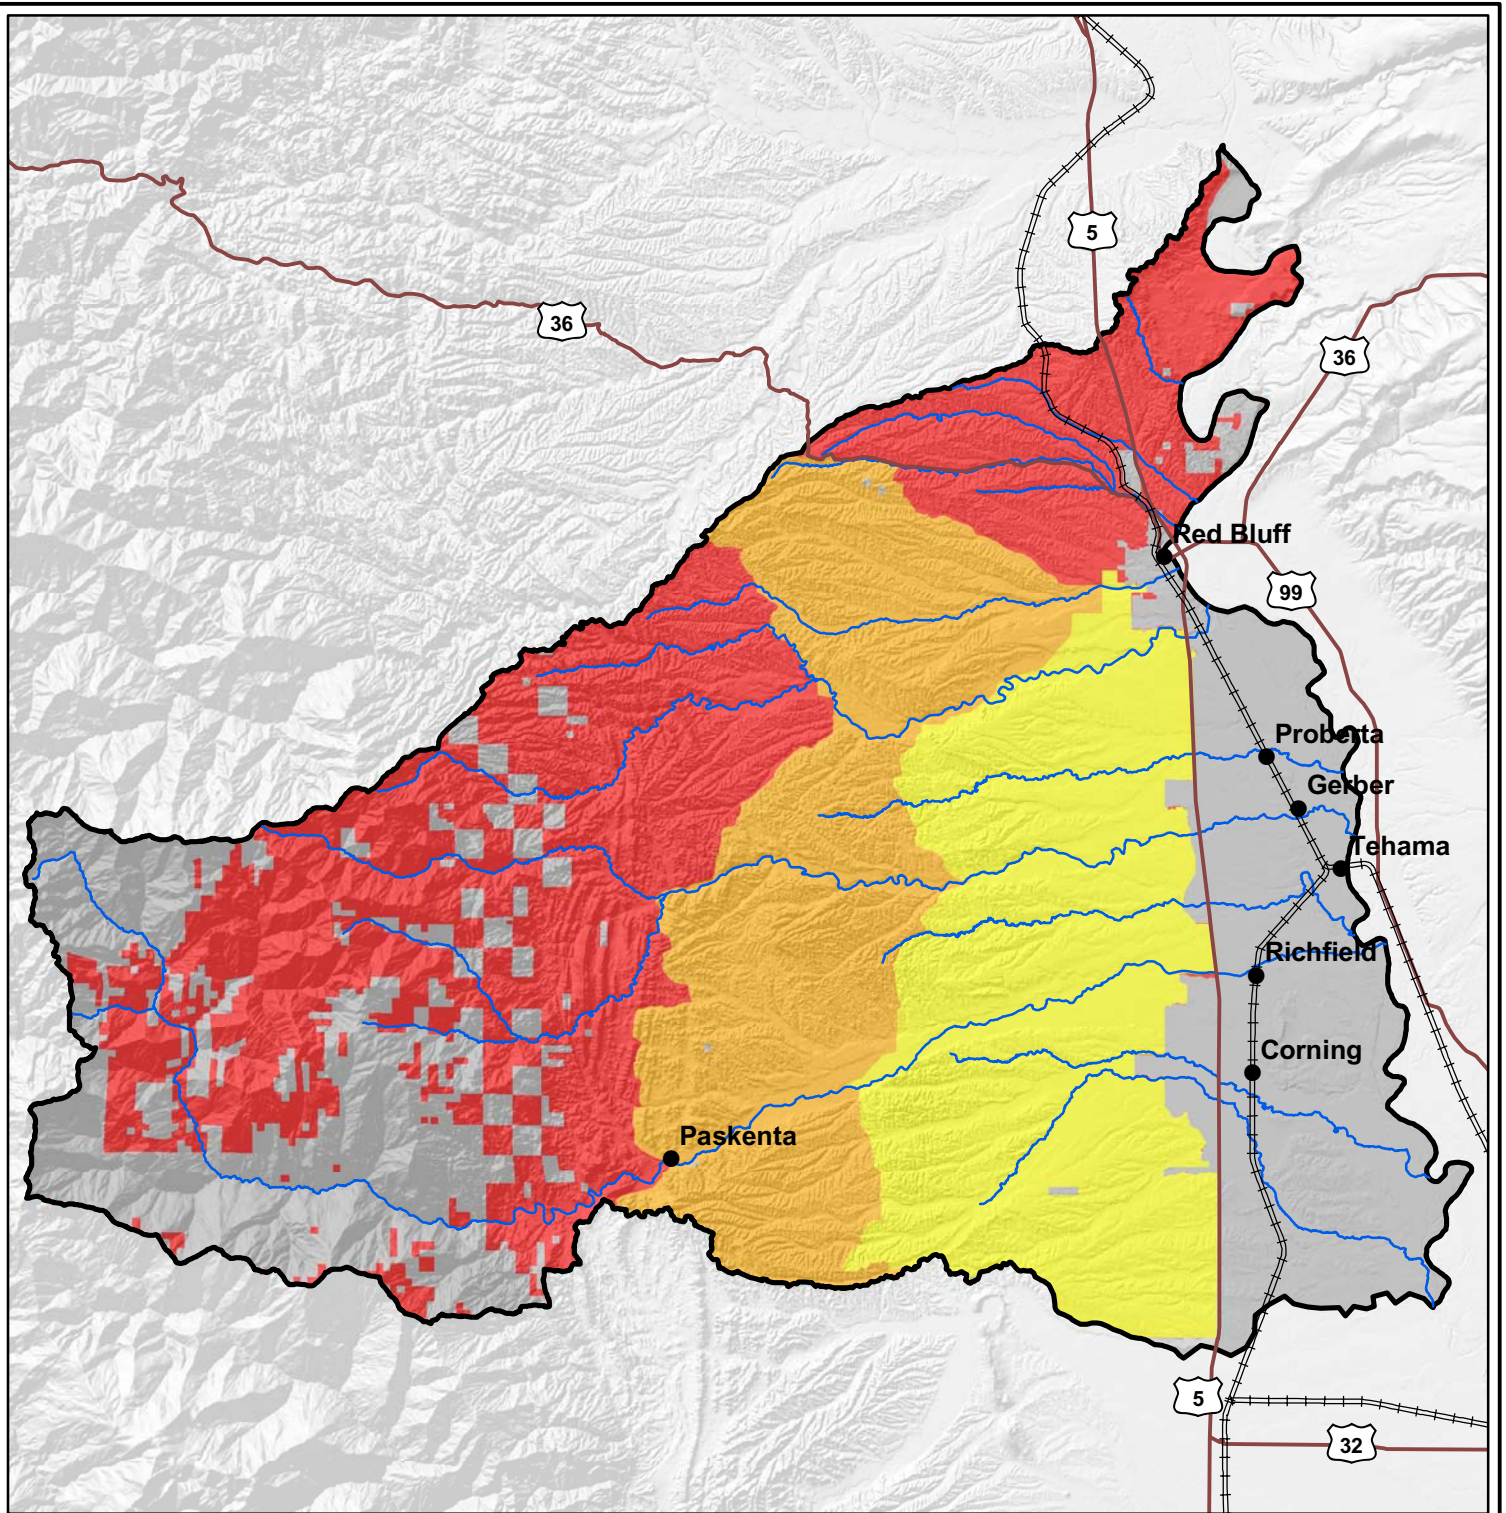 5
36
36
Red Bluff
99
Proberta
Gerber
Tehama
Richfield
Corning
Paskenta
5
32